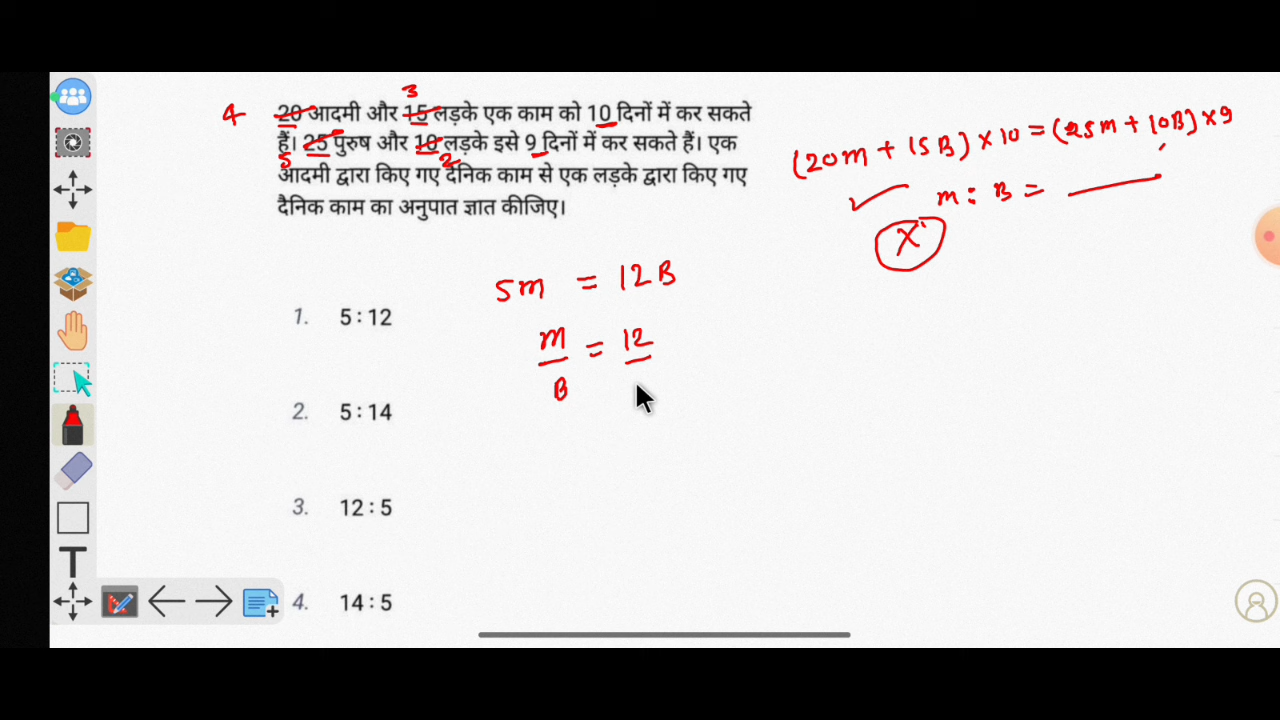 4 20 आदमी और 15 3 लड़के एक काम को 10 दिनों में कर सकते
हैं। 25 5 पुरुष और 10 2 लड़के इसे 9 दिनों में कर सकते हैं। एक
आदमी द्वारा किए गए दैनिक काम से एक लड़के द्वारा किए गए
दैनिक काम का अनुपात ज्ञात कीजिए।
(20m + 15B) × 10 = (25m + 10B) × 9
m : B =
X
5m = 12B
m = 12
B
1. 5 : 12
2. 5 : 14
3. 12 : 5
4. 14 : 5
T